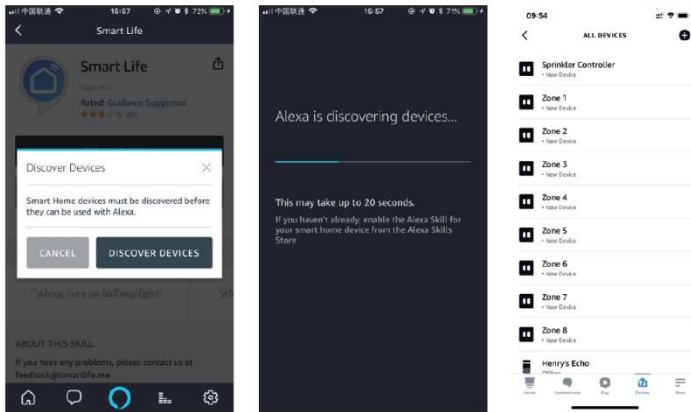 中国联通 15:57 72%
Smart Life
Smart Life
Rated: Guidance Suggested
Discover Devices
Smart Home devices must be discovered before
they can be used with Alexa.
CANCEL DISCOVER DEVICES
"Alexa, turn on hallway light" "Al
ABOUT THIS SKILL
If you have any problems, please contact us at
feedback@ismartlife.me
中国联通 15:57 71%
Alexa is discovering devices...
This may take up to 20 seconds.
If you haven't already, enable the Alexa Skill for
your smart home device from the Alexa Skills
Store
09:54
ALL DEVICES
Sprinkler Controller
• New Device
Zone 1
• New Device
Zone 2
• New Device
Zone 3
• New Device
Zone 4
• New Device
Zone 5
• New Device
Zone 6
• New Device
Zone 7
• New Device
Zone 8
• New Device
Henry's Echo
Offline
Home Communicate Play Devices More